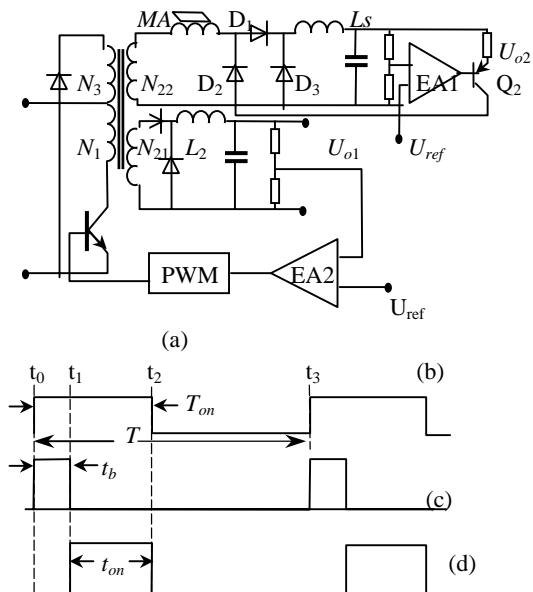 MA D1 Ls
N3 N22 D2 D3 EA1 Uo2
Q2
N1 N21 L2 Uo1 Uref
PWM EA2
Uref
(a)
t0 t1 t2 t3 (b)
Ton
T
tb
(c)
ton (d)